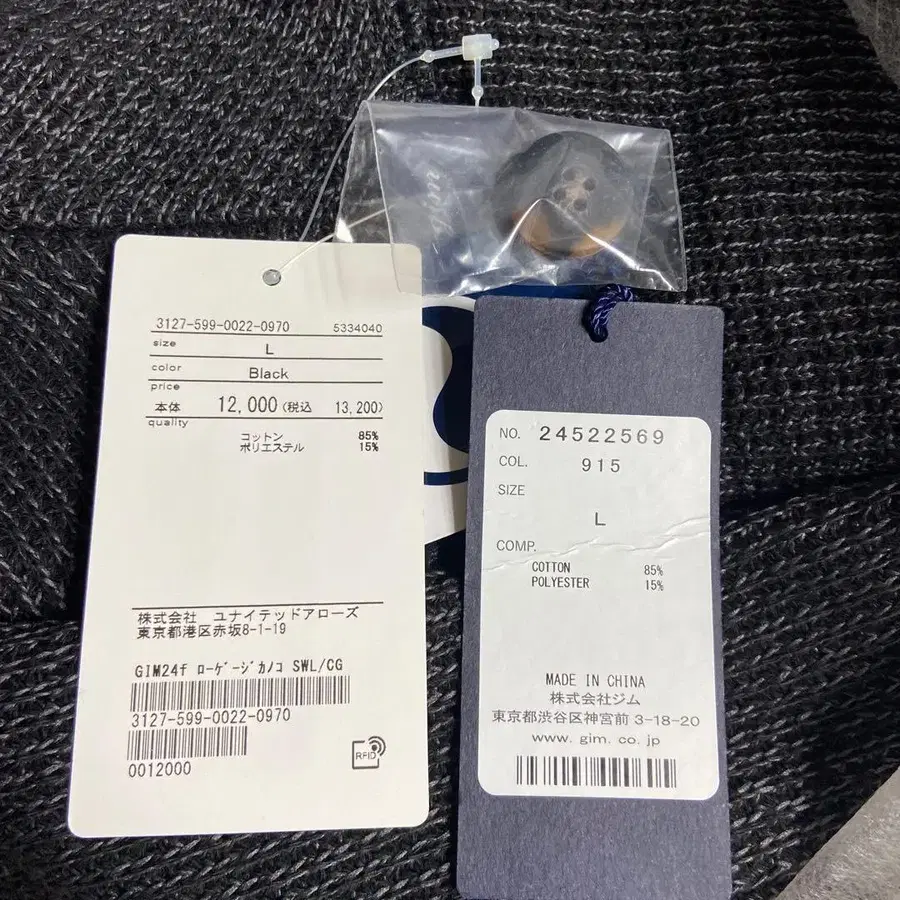 3127-599-0022-0970 5334040
size L
color Black
price
本体 12,000 (税込 13,200)
quality
コットン 85%
ポリエステル 15%
株式会社 ユナイテッドアローズ
東京都港区赤坂8-1-19
GIM24f ローゲージカノコ SWL/CG
3127-599-0022-0970
0012000
RFID
NO. 24522569
COL. 915
SIZE
L
COMP.
COTTON 85%
POLYESTER 15%
MADE IN CHINA
株式会社ジム
東京都渋谷区神宮前 3-18-20
www. gim. co. jp